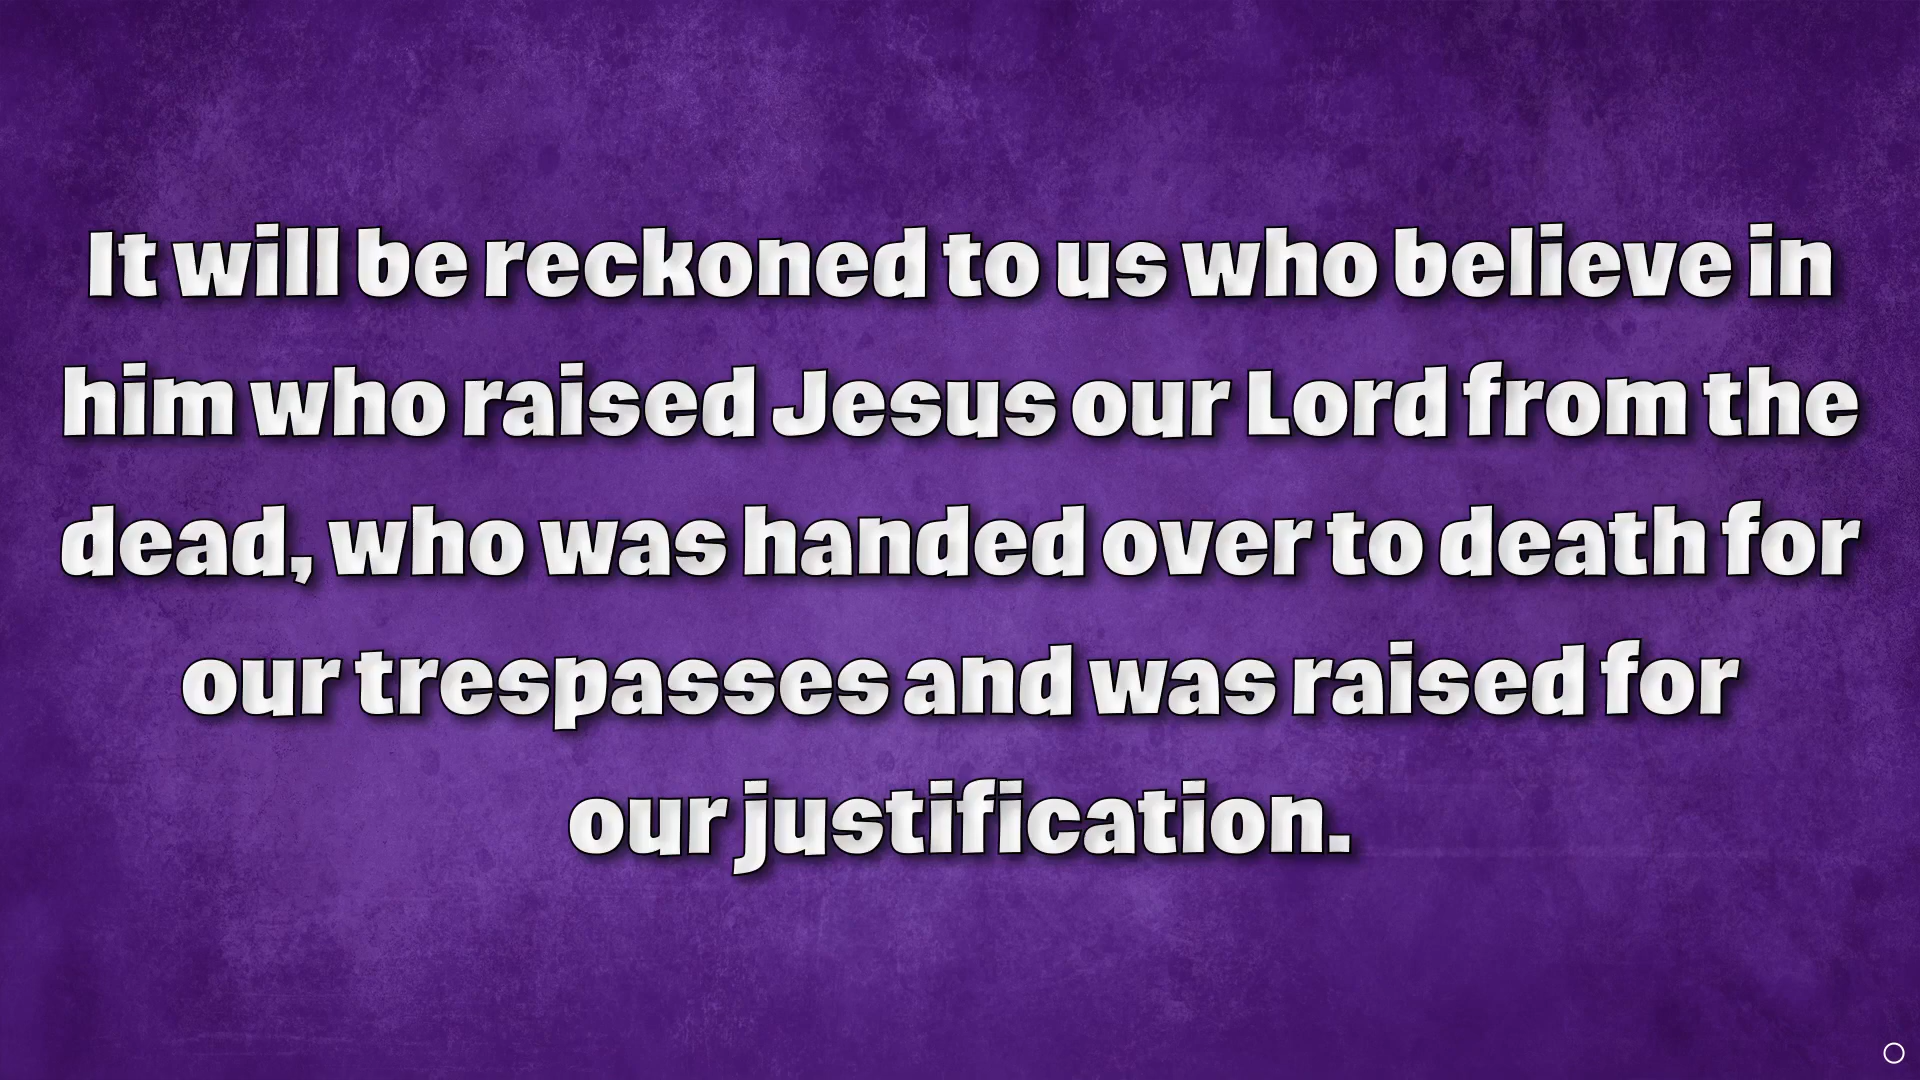 It will be reckoned to us who believe in
him who raised Jesus our Lord from the
dead, who was handed over to death for
our trespasses and was raised for
our justification.